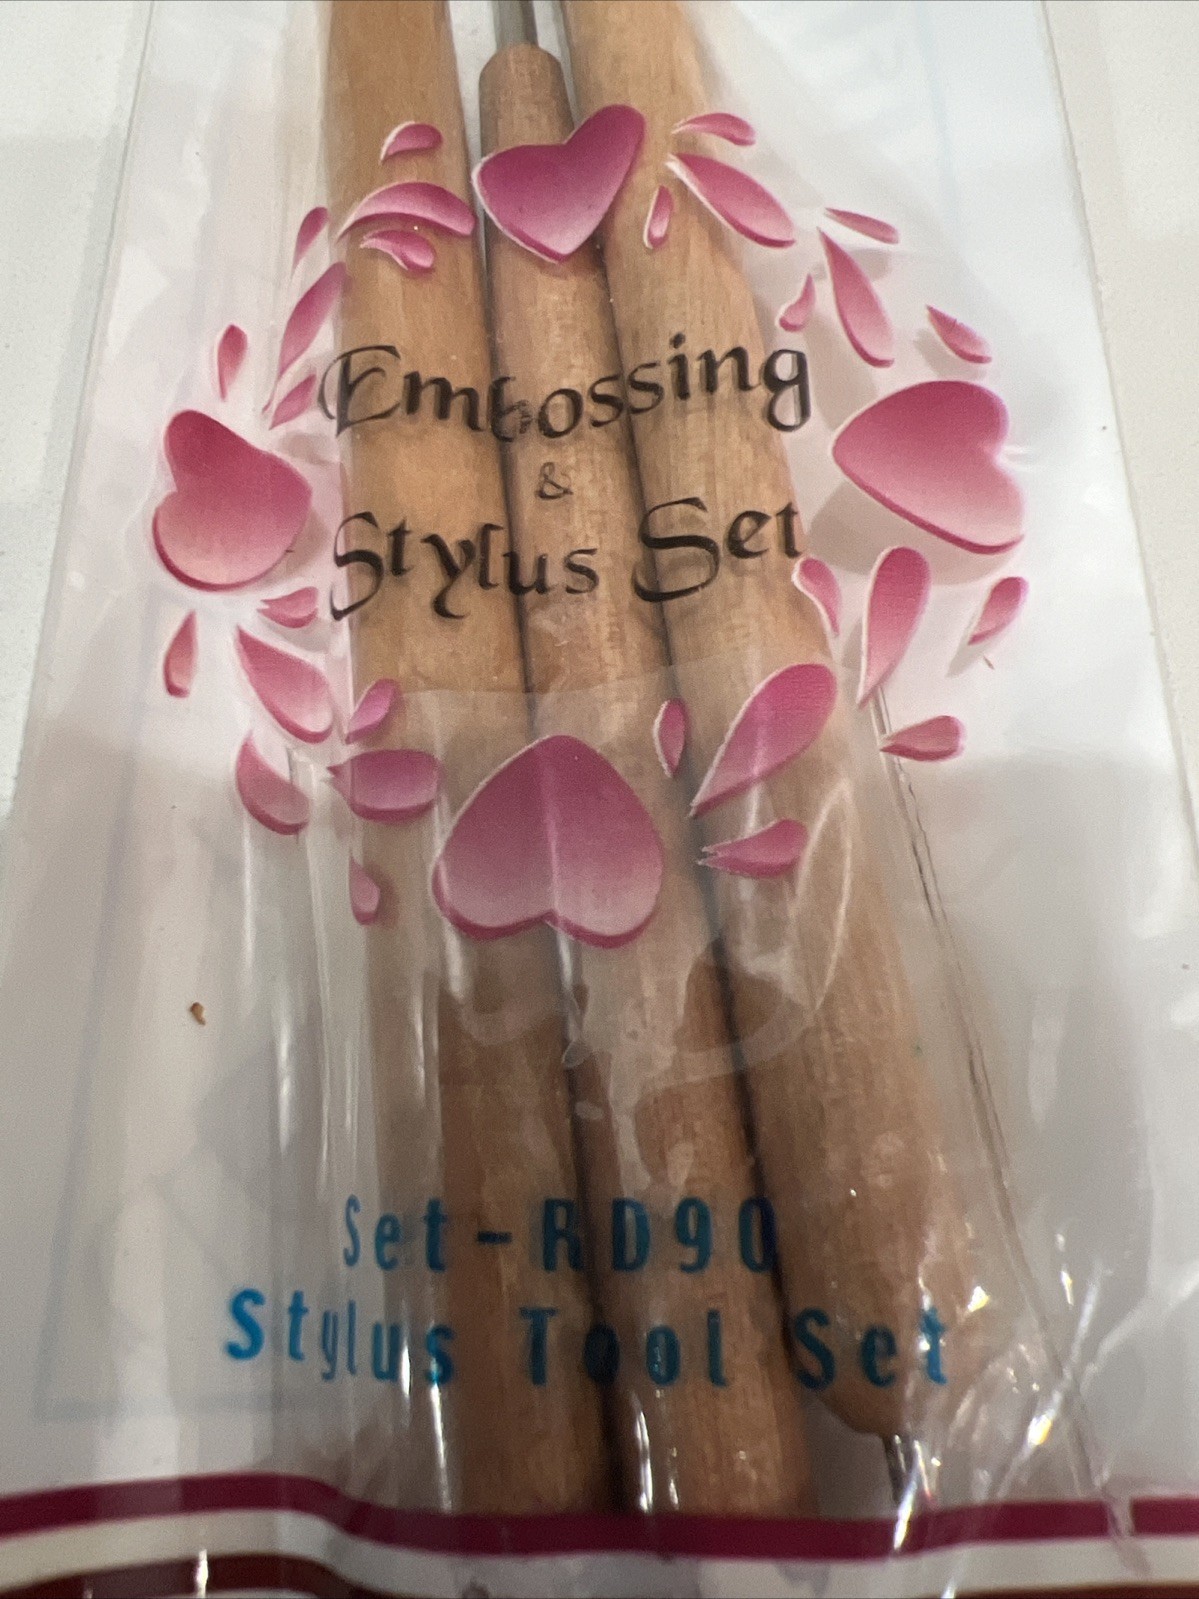 Embossing
&
Stylus Set
Set-RD90
Stylus Tool Set